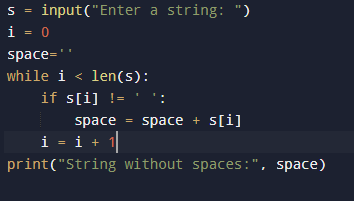 s = input("Enter a string: ")
i = 0
space=''
while i < len(s):
    if s[i] != ' ':
        space = space + s[i]
    i = i + 1
print("String without spaces:", space)